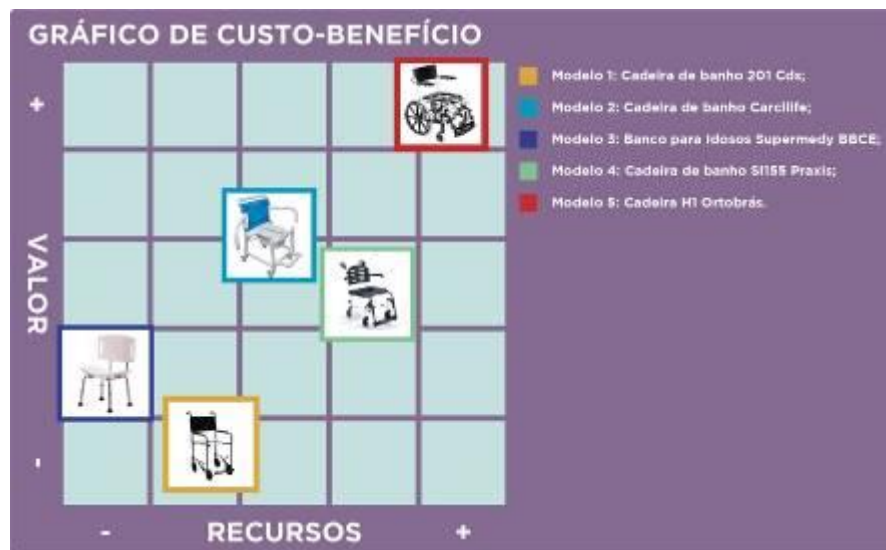 GRÁFICO DE CUSTO-BENEFÍCIO
+
VALOR
-
- RECURSOS +
Modelo 1: Cadeira de banho 201 Cds;
Modelo 2: Cadeira de banho Carcilife;
Modelo 3: Banco para Idosos Supermedy BBCE;
Modelo 4: Cadeira de banho SI155 Praxis;
Modelo 5: Cadeira H1 Ortobrás.